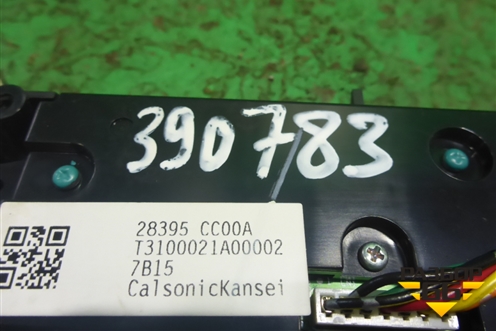 390783
28395 CC00A
T3100021A00002
7B15
CalsonicKansei